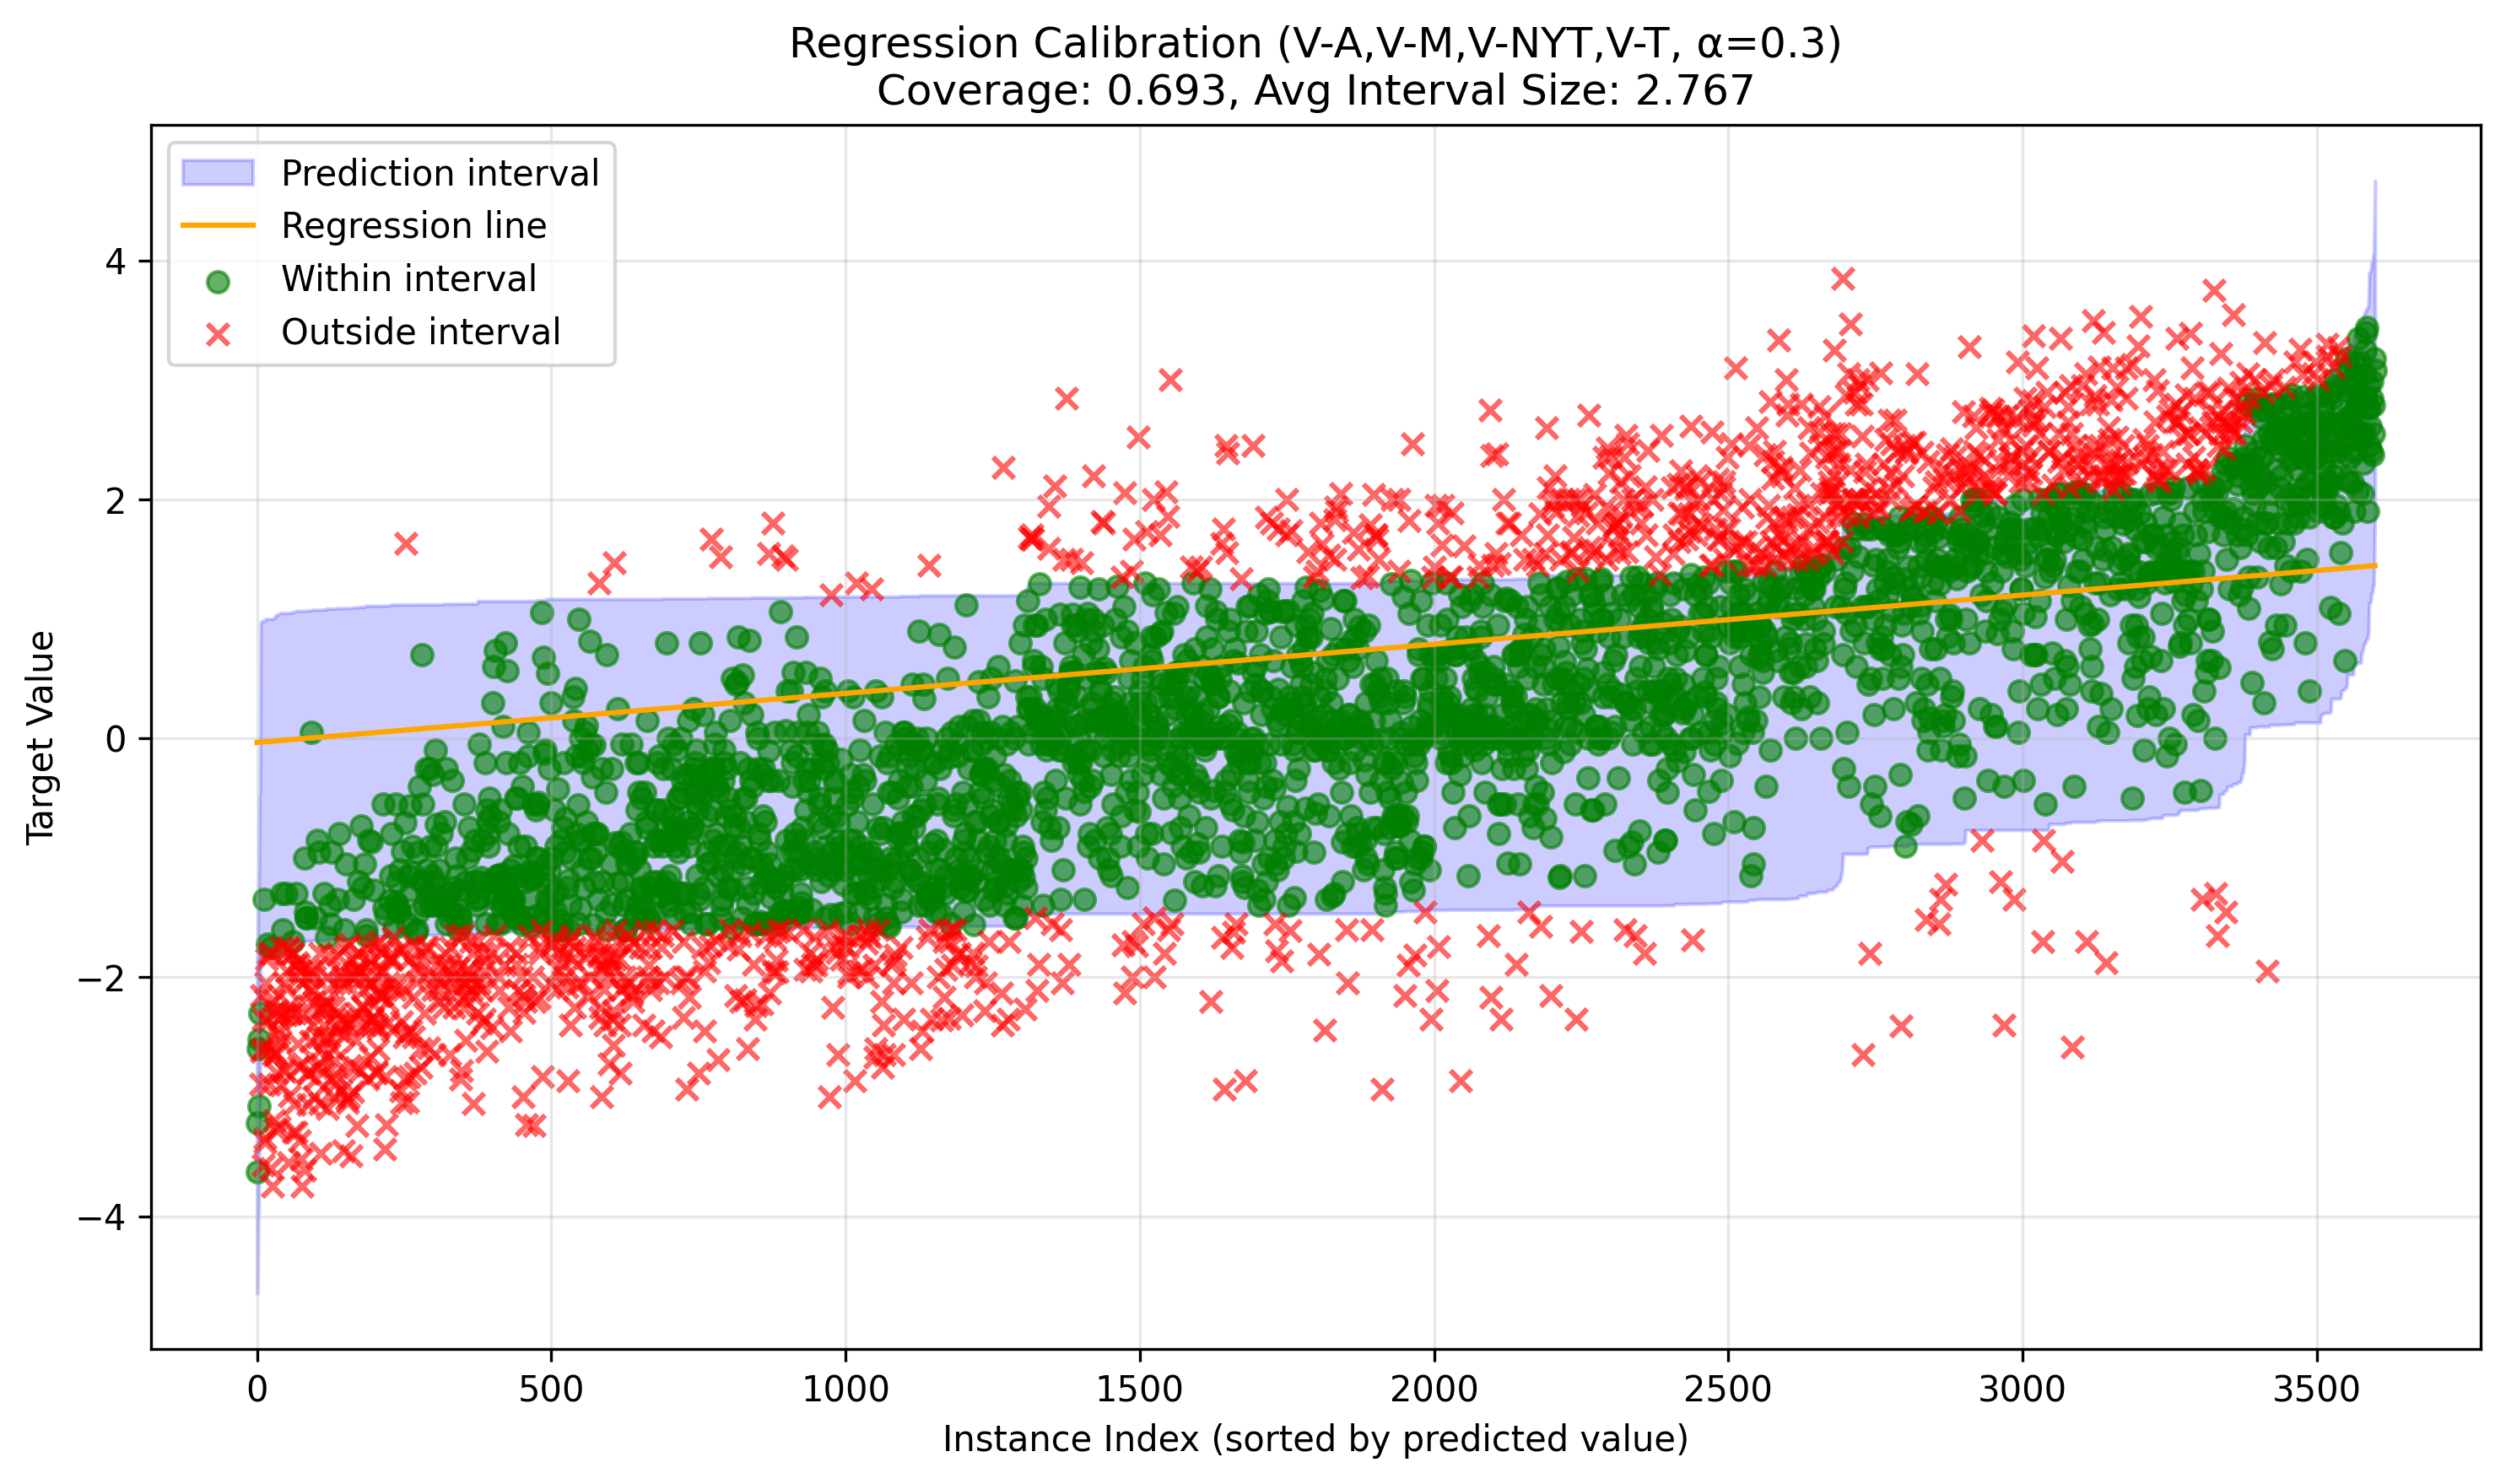 Regression Calibration (V-A,V-M,V-NYT,V-T, α=0.3)
Coverage: 0.693, Avg Interval Size: 2.767
Prediction interval
Regression line
Within interval
Outside interval
4
2
0
−2
−4
Target Value
0 500 1000 1500 2000 2500 3000 3500
Instance Index (sorted by predicted value)